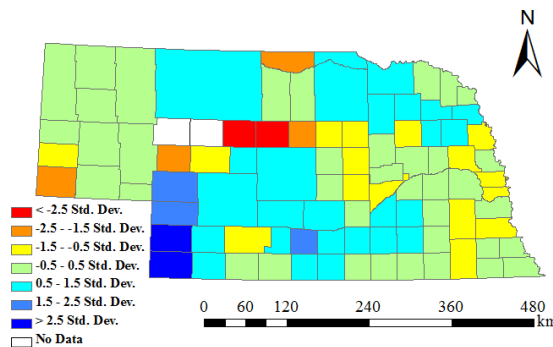 N
< -2.5 Std. Dev.
-2.5 - -1.5 Std. Dev.
-1.5 - -0.5 Std. Dev.
-0.5 - 0.5 Std. Dev.
0.5 - 1.5 Std. Dev.
1.5 - 2.5 Std. Dev.
> 2.5 Std. Dev.
No Data
0 60 120 240 360 480
km